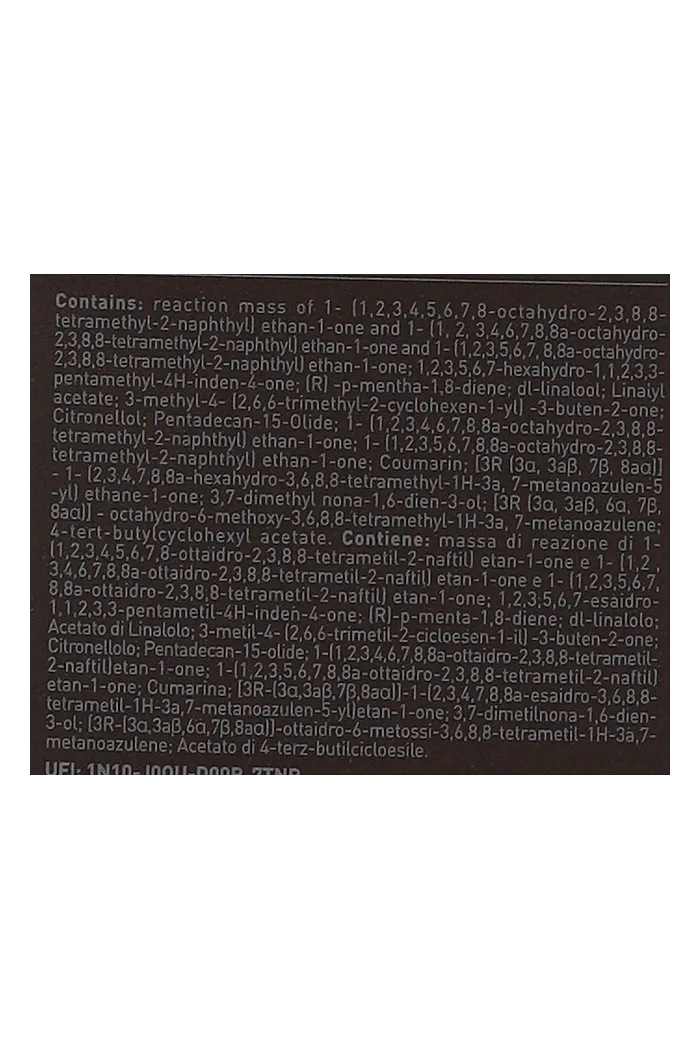 Contains: reaction mass of 1- (1,2,3,4,5,6,7,8-octahydro-2,3,8,8-
tetramethyl-2-naphthyl) ethan-1-one and 1- (1, 2, 3,4,6,7,8,8a-octahydro-
2,3,8,8-tetramethyl-2-naphthyl) ethan-1-one and 1- (1,2,3,5,6,7, 8,8a-octahydro-
2,3,8,8-tetramethyl-2-naphthyl) ethan-1-one; 1,2,3,5,6,7-hexahydro-1,1,2,3,3-
pentamethyl-4H-inden-4-one; (R) -p-mentha-1,8-diene; dl-linalool; Linalyl
acetate; 3-methyl-4- (2,6,6-trimethyl-2-cyclohexen-1-yl) -3-buten-2-one;
Citronellol; Pentadecan-15-Olide; 1- (1,2,3,4,6,7,8,8a-octahydro-2,3,8,8-
tetramethyl-2-naphthyl) ethan-1-one; 1- (1,2,3,5,6,7,8,8a-octahydro-2,3,8,8-
tetramethyl-2-naphthyl) ethan-1-one; Coumarin; [3R (3α, 3aβ, 7β, 8aα)]
- 1- (2,3,4,7,8,8a-hexahydro-3,6,8,8-tetramethyl-1H-3a, 7-metanoazulen-5
-yl) ethane-1-one; 3,7-dimethyl nona-1,6-dien-3-ol; [3R (3α, 3aβ, 6α, 7β,
8aα)] - octahydro-6-methoxy-3,6,8,8-tetramethyl-1H-3a, 7-metanoazulene;
4-tert-butylcyclohexyl acetate. Contiene: massa di reazione di 1-
(1,2,3,4,5,6,7,8-ottaidro-2,3,8,8-tetrametil-2-naftil) etan-1-one e 1- (1,2 ,
3,4,6,7,8,8a-ottaidro-2,3,8,8-tetrametil-2-naftil) etan-1-one e 1- (1,2,3,5,6,7,
8,8a-ottaidro-2,3,8,8-tetrametil-2-naftil) etan-1-one; 1,2,3,5,6,7-esaidro-
1,1,2,3,3-pentametil-4H-inden-4-one; (R)-p-menta-1,8-diene; dl-linalolo;
Acetato di Linalolo; 3-metil-4- (2,6,6-trimetil-2-cicloesen-1-il) -3-buten-2-one;
Citronellolo; Pentadecan-15-olide; 1-(1,2,3,4,6,7,8,8a-ottaidro-2,3,8,8-tetrametil-
2-naftil)etan-1-one; 1-(1,2,3,5,6,7,8,8a-ottaidro-2,3,8,8-tetrametil-2-naftil)
etan-1-one; Cumarina; [3R-(3α,3aβ,7β,8aα)]-1-(2,3,4,7,8,8a-esaidro-3,6,8,8-
tetrametil-1H-3a,7-metanoazulen-5-yl)etan-1-one; 3,7-dimetilnona-1,6-dien-
3-ol; [3R-(3α,3aβ,6α,7β,8aα)]-ottaidro-6-metossi-3,6,8,8-tetrametil-1H-3a,7-
metanoazulene; Acetato di 4-terz-butilcicloesile.
UFI: